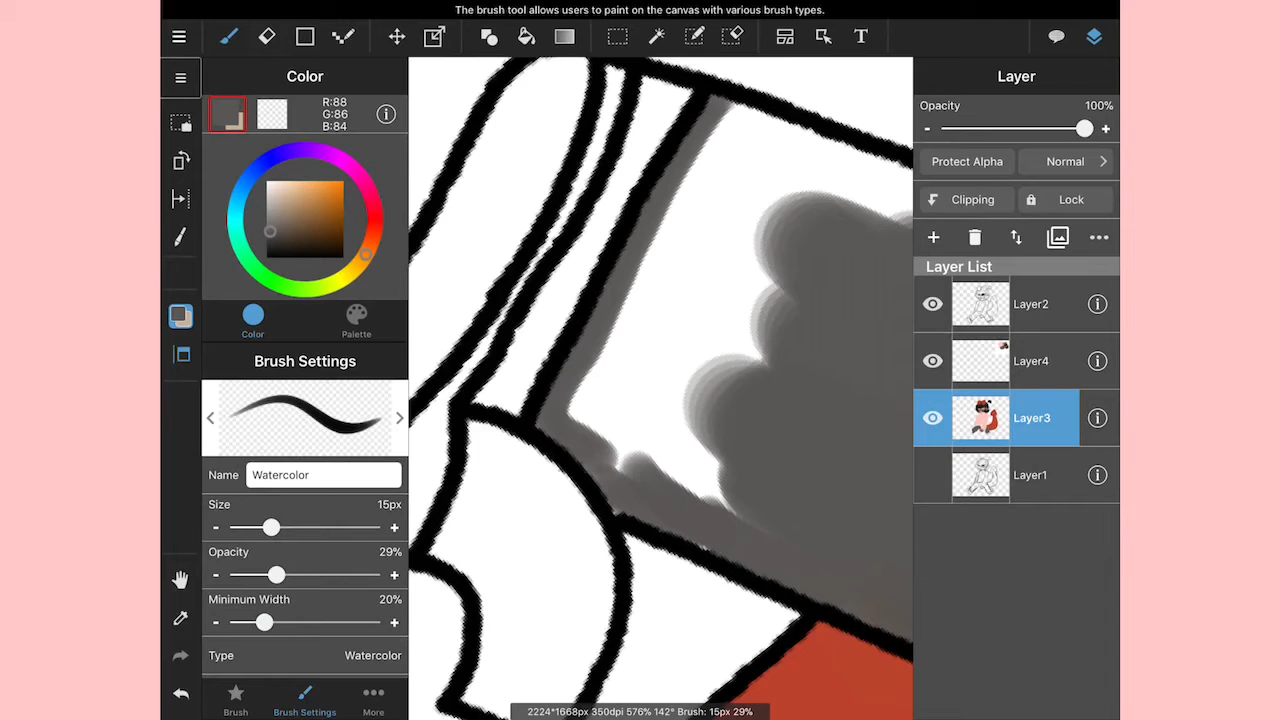 The brush tool allows users to paint on the canvas with various brush types.
T
Color
R:88
G:86
B:84
Color
Palette
Brush Settings
Name
Watercolor
Size
15px
-
+
Opacity
29%
-
+
Minimum Width
20%
-
+
Type
Watercolor
Brush
Brush Settings
More
2224*1668px 350dpi 576% 142° Brush: 15px 29%
Layer
Opacity
100%
-
+
Protect Alpha
Normal
Clipping
Lock
Layer List
Layer2
Layer4
Layer3
Layer1